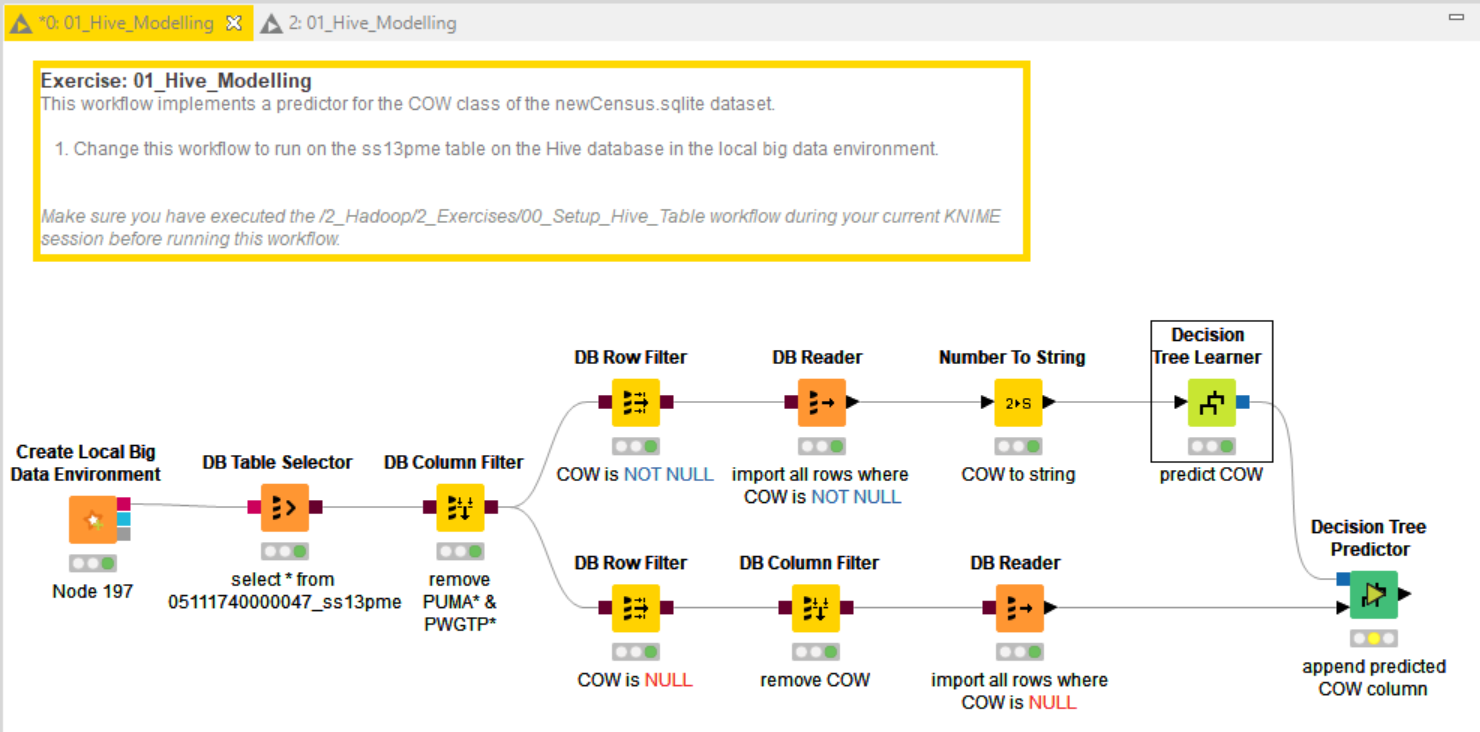 *0: 01_Hive_Modelling
2: 01_Hive_Modelling
Exercise: 01_Hive_Modelling
This workflow implements a predictor for the COW class of the newCensus.sqlite dataset.
1. Change this workflow to run on the ss13pme table on the Hive database in the local big data environment.
Make sure you have executed the /2_Hadoop/2_Exercises/00_Setup_Hive_Table workflow during your current KNIME
session before running this workflow.
Create Local Big
Data Environment
Node 197
DB Table Selector
select * from
05111740000047_ss13pme
DB Column Filter
remove
PUMA* &
PWGTP*
DB Row Filter
COW is NOT NULL
DB Reader
import all rows where
COW is NOT NULL
Number To String
2▸S
COW to string
Decision
Tree Learner
predict COW
DB Row Filter
COW is NULL
DB Column Filter
remove COW
DB Reader
import all rows where
COW is NULL
Decision Tree
Predictor
append predicted
COW column